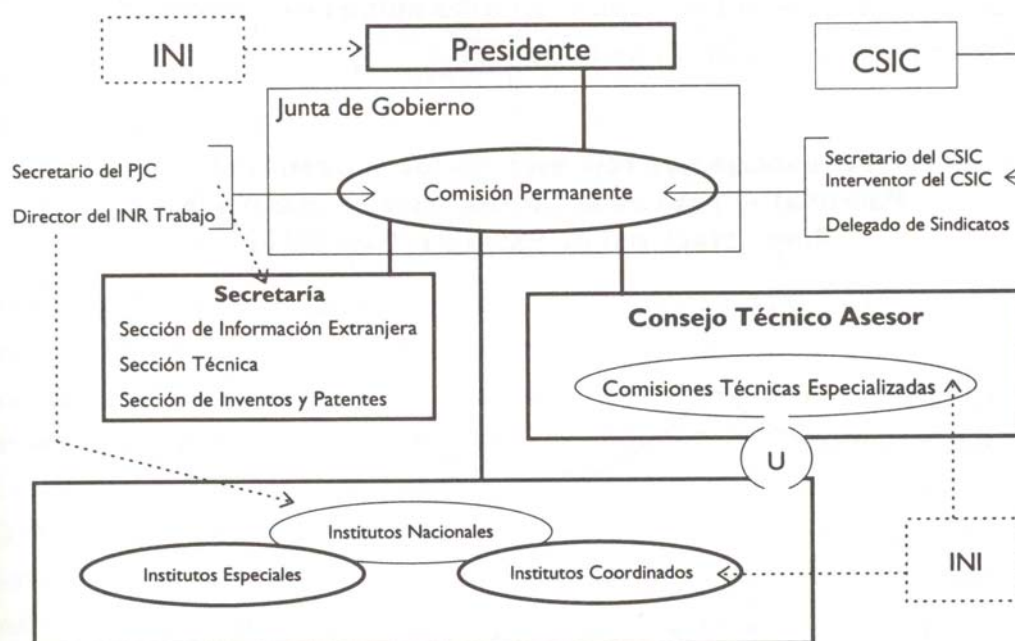 INI
Presidente
CSIC
Junta de Gobierno
Secretario del PJC
Director del INR Trabajo
Comisión Permanente
Secretario del CSIC
Interventor del CSIC
Delegado de Sindicatos
Secretaría
Sección de Información Extranjera
Sección Técnica
Sección de Inventos y Patentes
Consejo Técnico Asesor
Comisiones Técnicas Especializadas
U
Institutos Nacionales
Institutos Especiales
Institutos Coordinados
INI